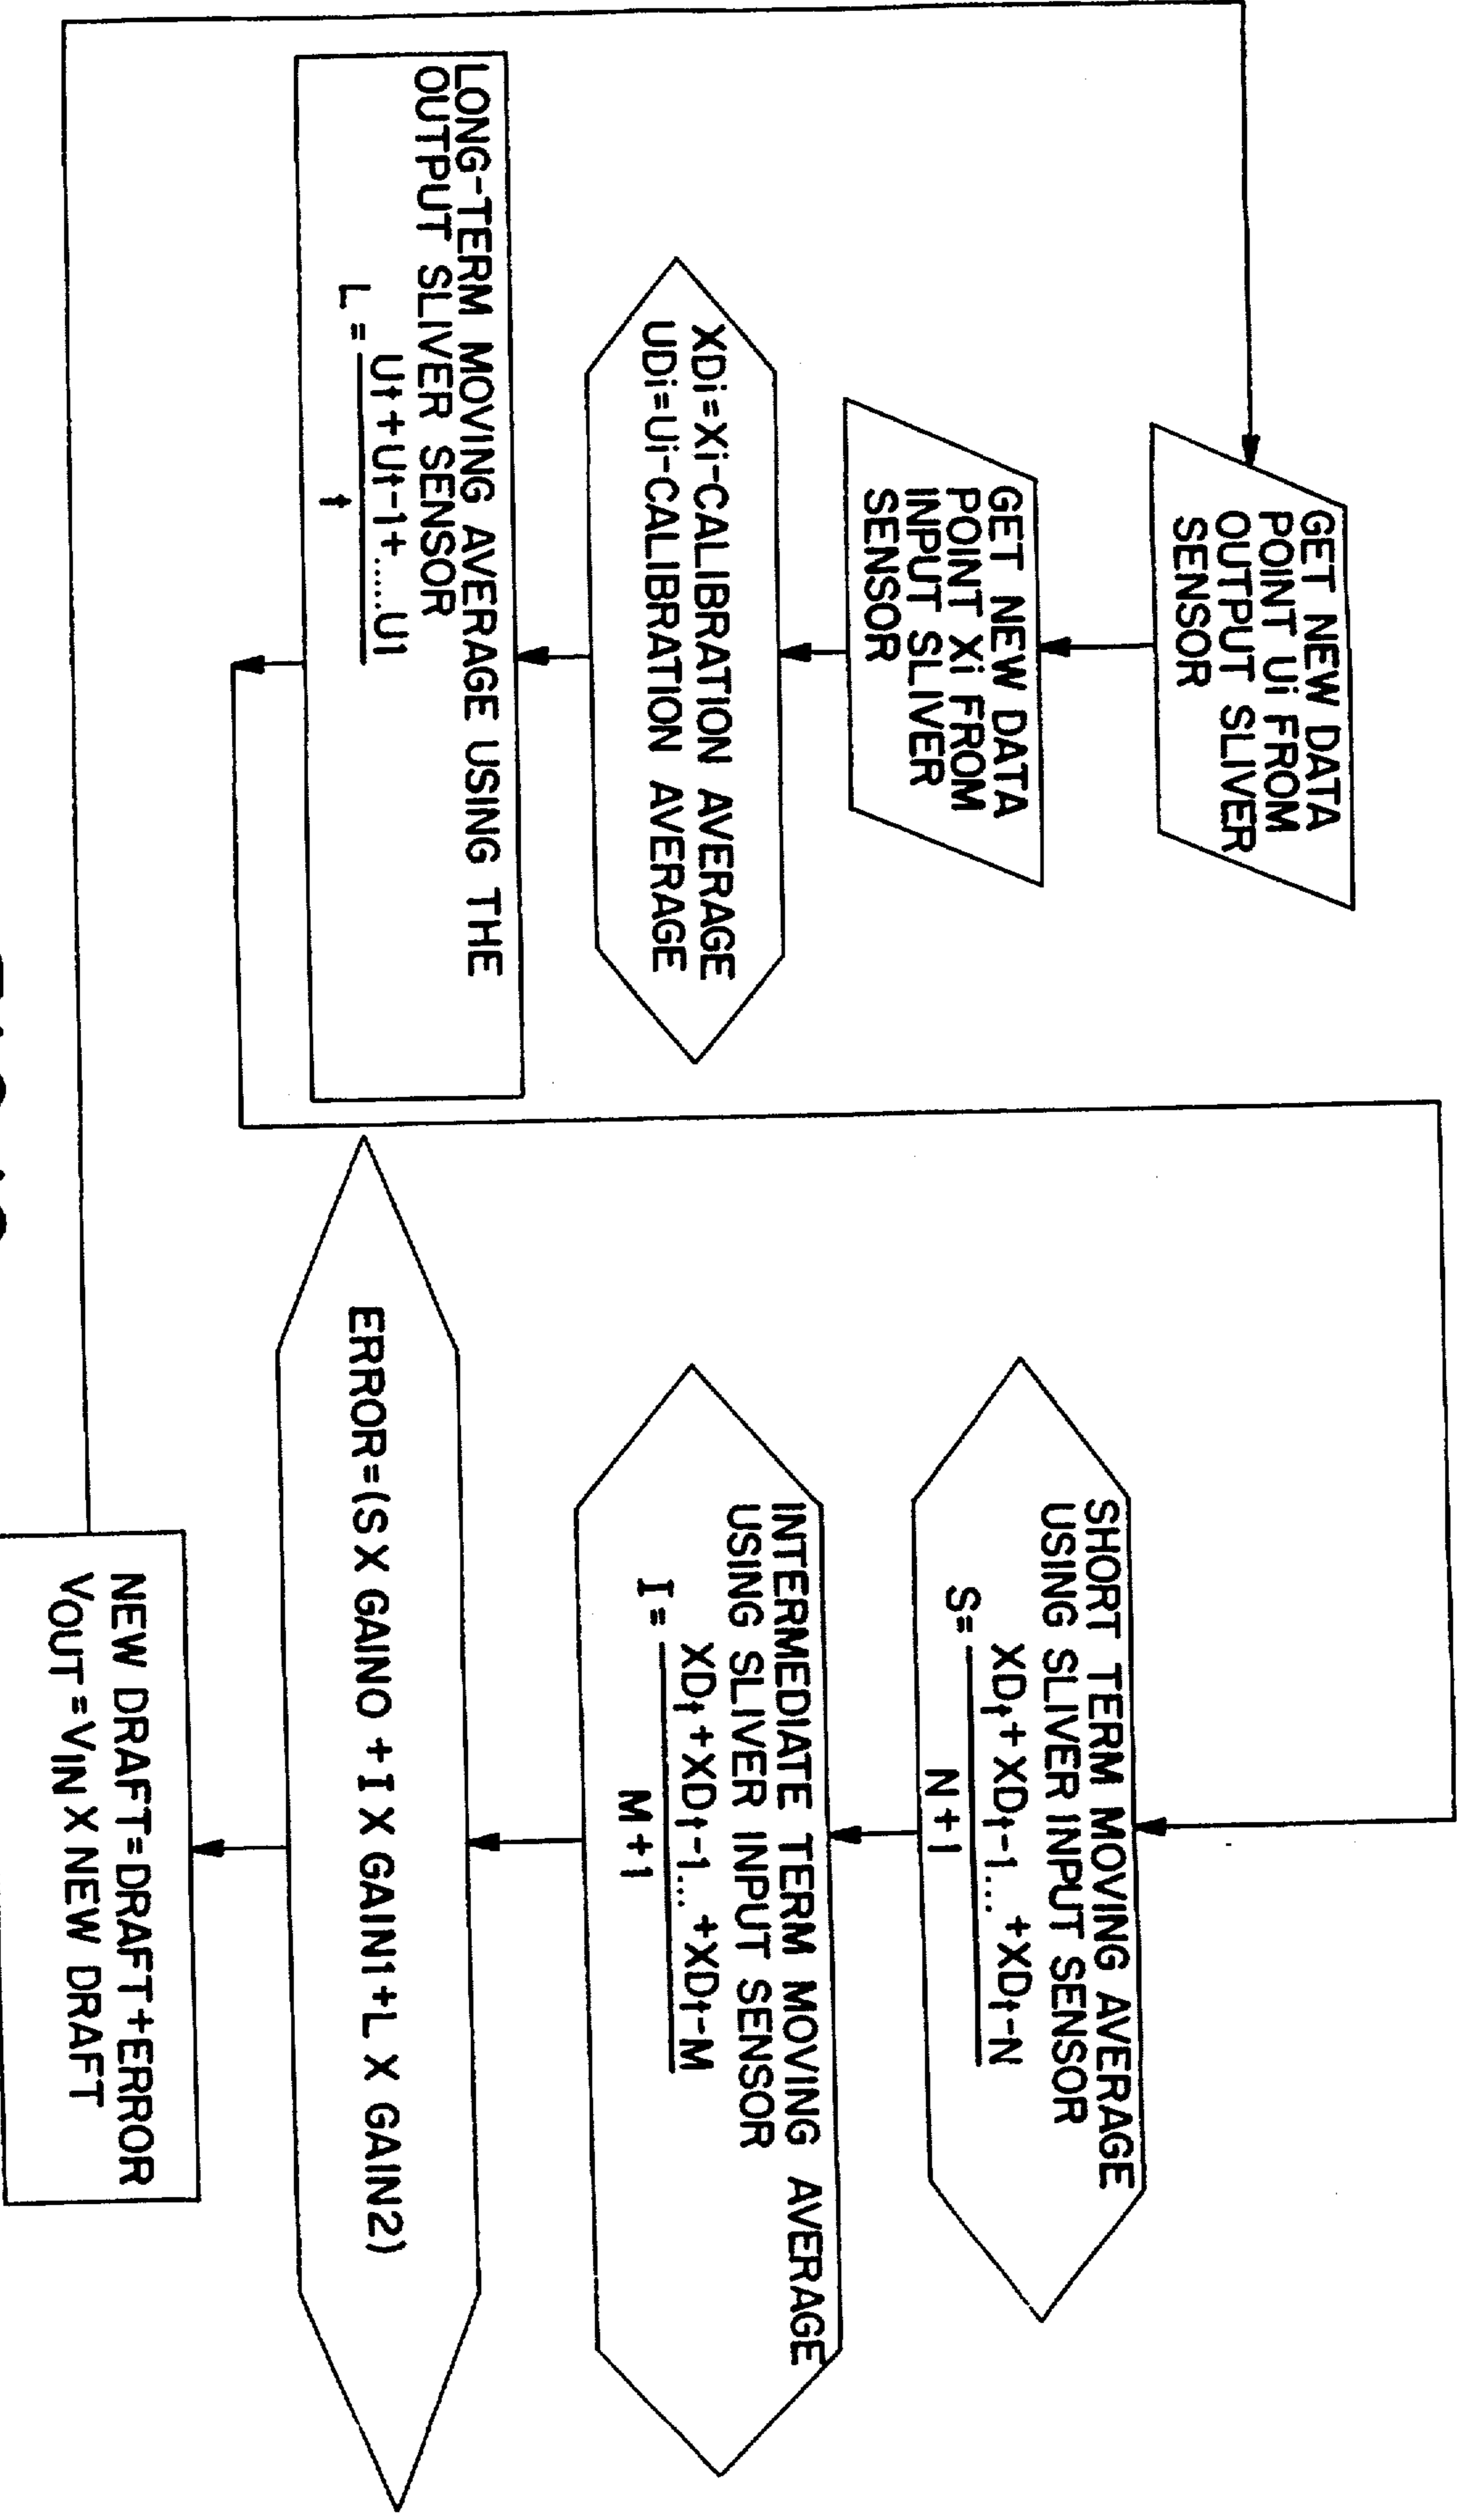 GET NEW DATA
POINT Ui FROM
OUTPUT SLIVER
SENSOR
GET NEW DATA
POINT Xi FROM
INPUT SLIVER
SENSOR
XDi=Xi-CALIBRATION AVERAGE
UDi=Ui-CALIBRATION AVERAGE
LONG-TERM MOVING AVERAGE USING THE
OUTPUT SLIVER SENSOR
Ut+Ut-1+.....U1
L=
t
SHORT TERM MOVING AVERAGE
USING SLIVER INPUT SENSOR
XDt+XDt-1... +XDt-N
S=
N+1
INTERMEDIATE TERM MOVING AVERAGE
USING SLIVER INPUT SENSOR
XDt+XDt-1... +XDt-M
I=
M+1
ERROR=(SX GAINO + I X GAIN1+L X GAIN2)
NEW DRAFT=DRAFT+ERROR
VOUT=VIN X NEW DRAFT